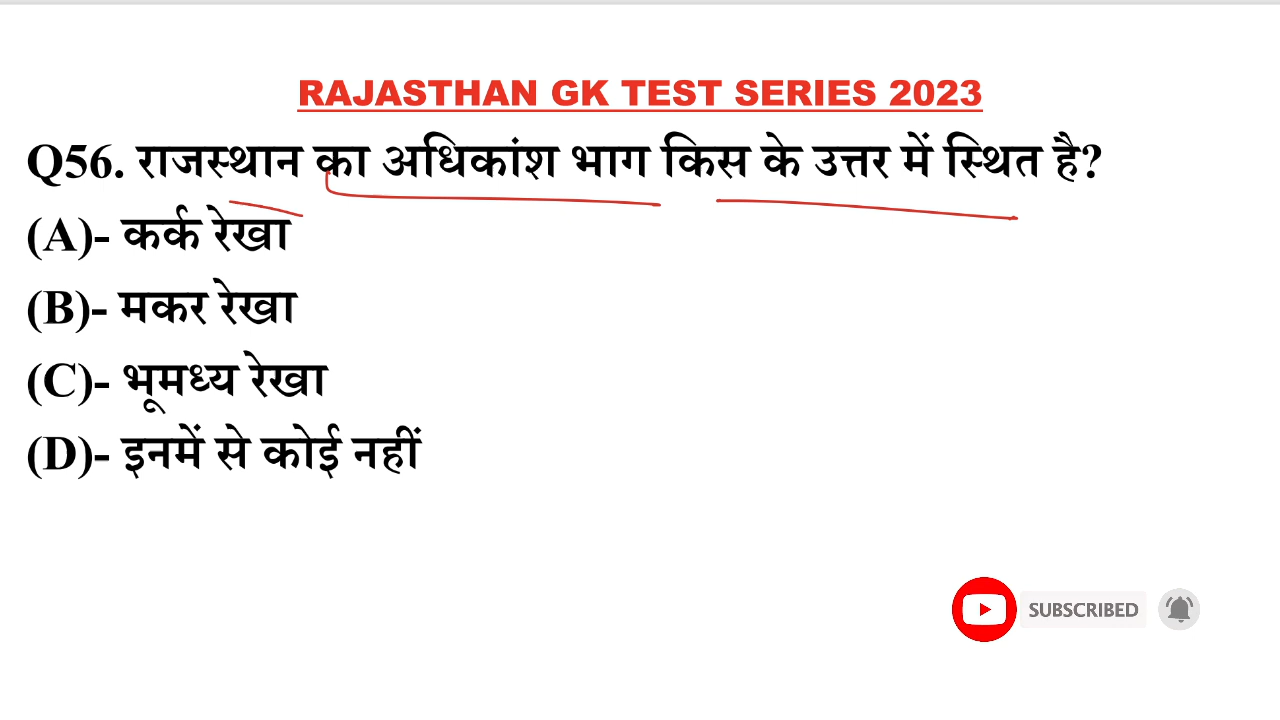 RAJASTHAN GK TEST SERIES 2023
Q56. राजस्थान का अधिकांश भाग किस के उत्तर में स्थित है?
(A)- कर्क रेखा
(B)- मकर रेखा
(C)- भूमध्य रेखा
(D)- इनमें से कोई नहीं
SUBSCRIBED